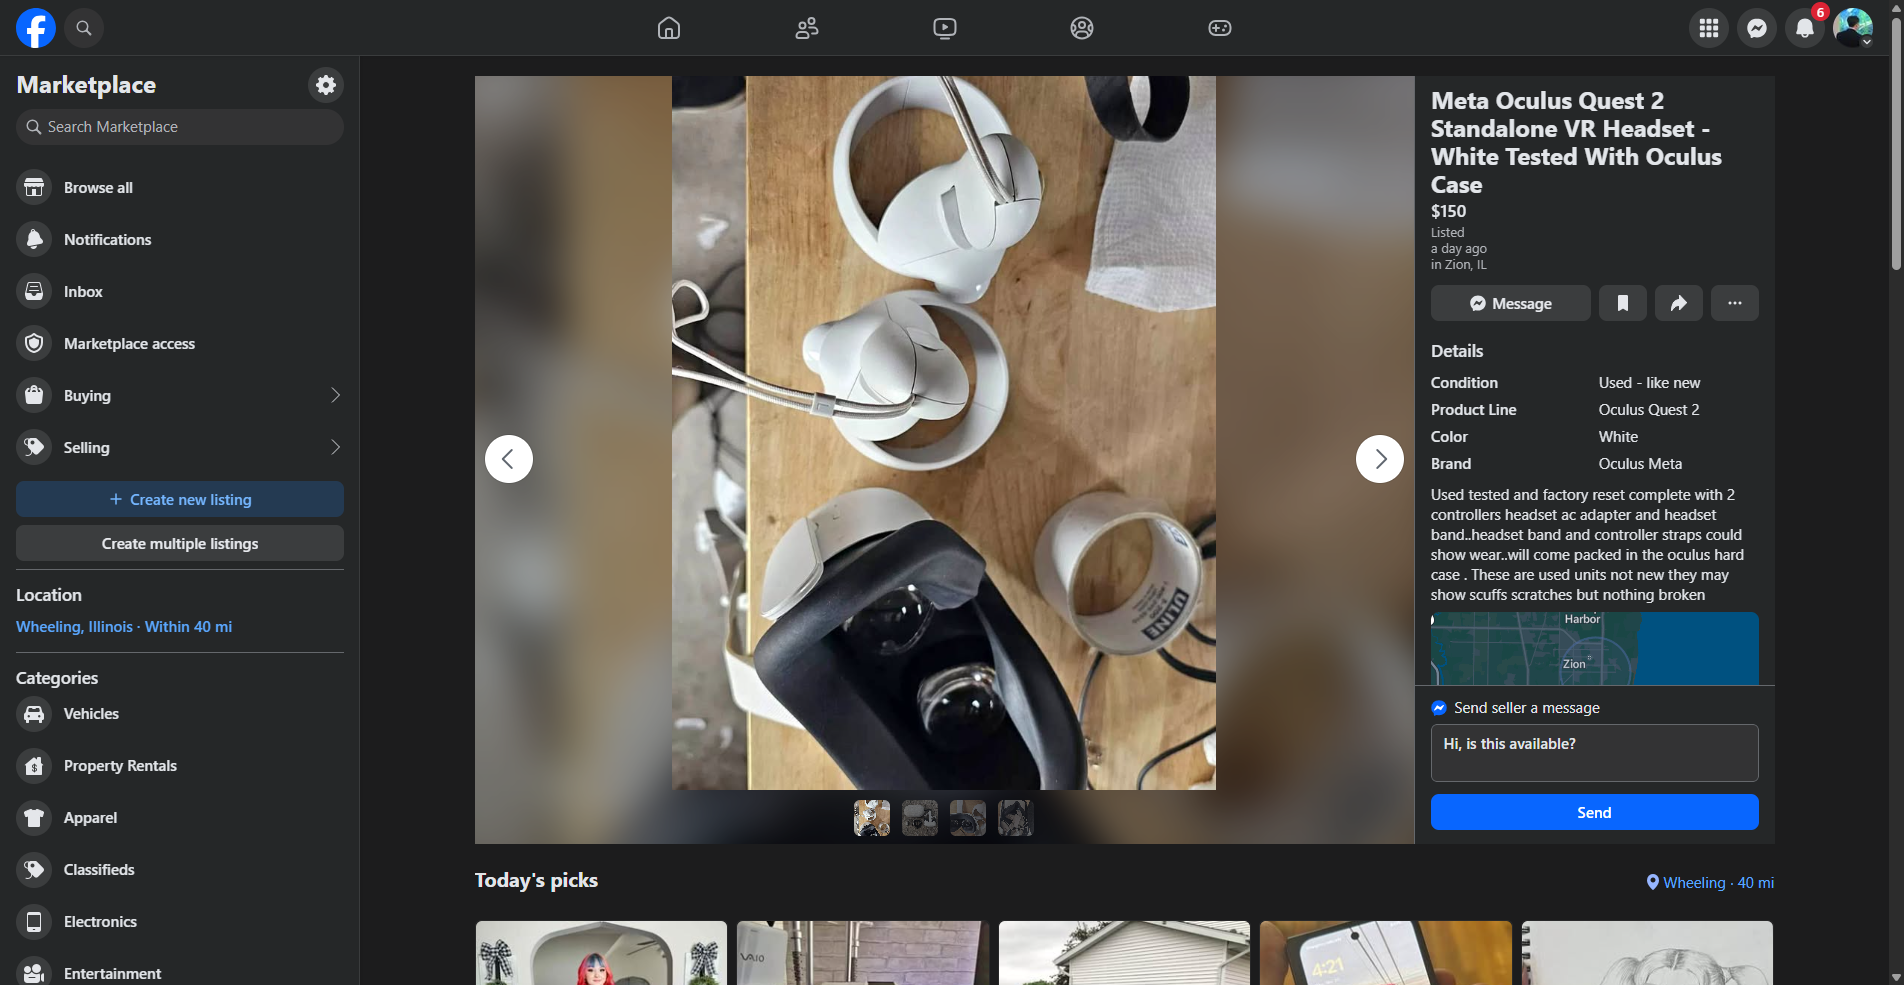 6
Marketplace
Search Marketplace
Browse all
Notifications
Inbox
Marketplace access
Buying
Selling
+ Create new listing
Create multiple listings
Location
Wheeling, Illinois · Within 40 mi
Categories
Vehicles
Property Rentals
Apparel
Classifieds
Electronics
Entertainment
ULINE
Meta Oculus Quest 2
Standalone VR Headset -
White Tested With Oculus
Case
$150
Listed
a day ago
in Zion, IL
Message
Details
Condition Used - like new
Product Line Oculus Quest 2
Color White
Brand Oculus Meta
Used tested and factory reset complete with 2
controllers headset ac adapter and headset
band..headset band and controller straps could
show wear..will come packed in the oculus hard
case . These are used units not new they may
show scuffs scratches but nothing broken
Harbor
Zion
Send seller a message
Hi, is this available?
Send
Today's picks
Wheeling · 40 mi
VAIO
4:21